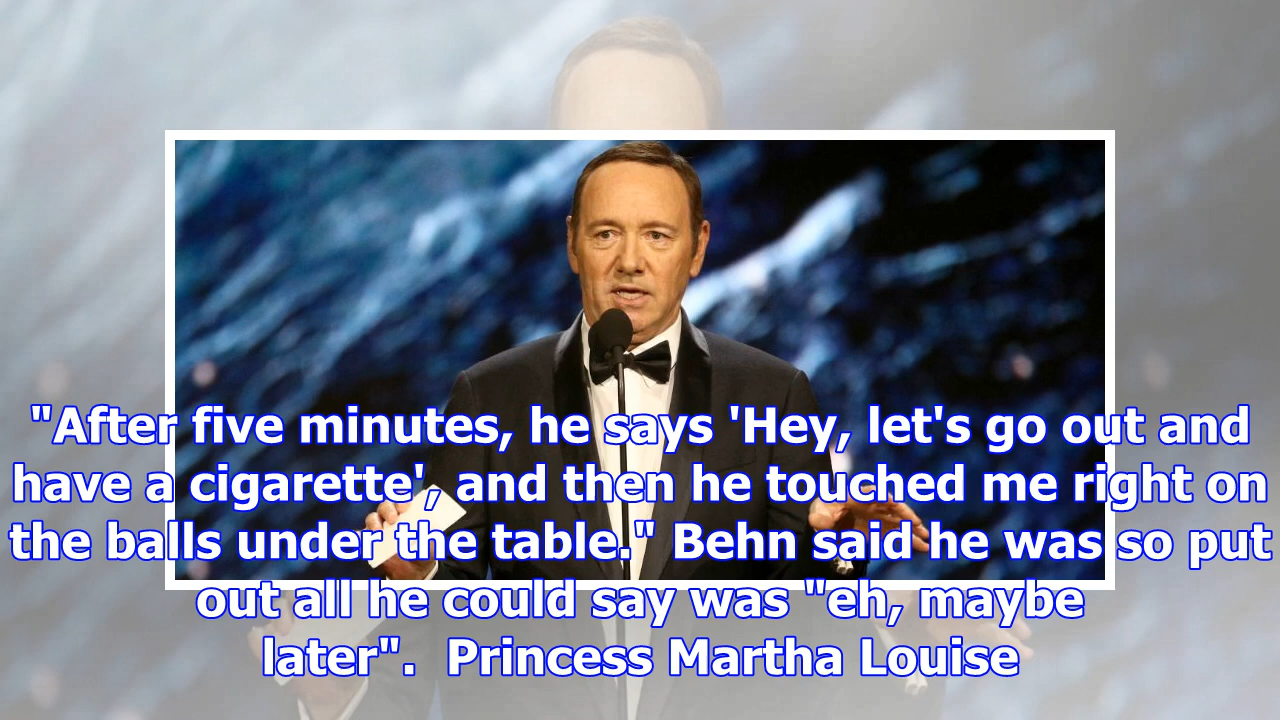 "After five minutes, he says 'Hey, let's go out and
have a cigarette', and then he touched me right on
the balls under the table." Behn said he was so put
out all he could say was "eh, maybe
later".  Princess Martha Louise